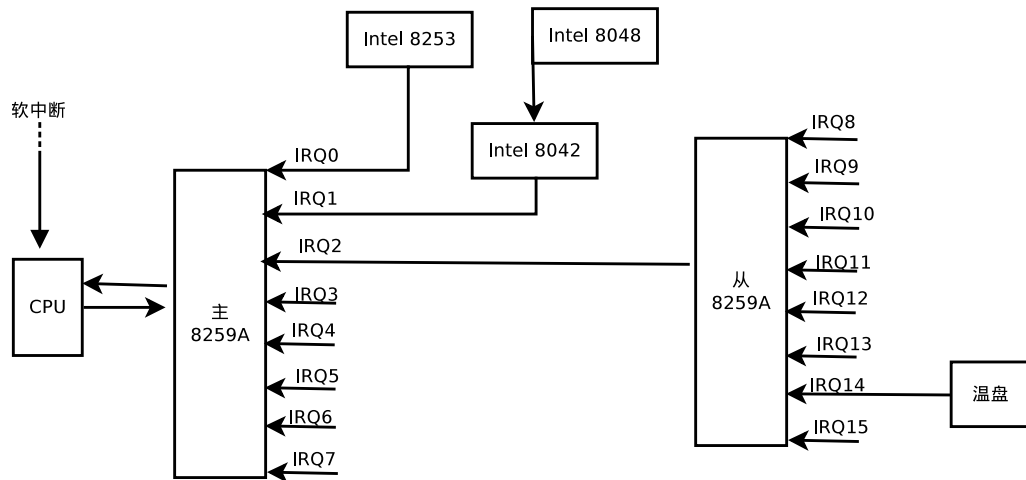 Intel 8253
Intel 8048
软中断
Intel 8042
IRQ0
IRQ1
IRQ2
IRQ3
IRQ4
IRQ5
IRQ6
IRQ7
CPU
主
8259A
IRQ8
IRQ9
IRQ10
IRQ11
IRQ12
IRQ13
IRQ14
IRQ15
从
8259A
温盘